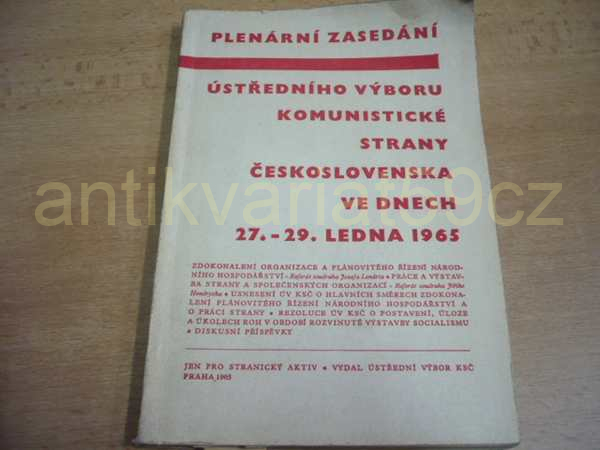 PLENÁRNÍ ZASEDÁNÍ
ÚSTŘEDNÍHO VÝBORU
KOMUNISTICKÉ
STRANY
ČESKOSLOVENSKA
VE DNECH
27. – 29. LEDNA 1965
ZDOKONALENÍ ORGANIZACE A PLÁNOVITÉHO ŘÍZENÍ NÁROD-
NÍHO HOSPODÁŘSTVÍ – Referát soudruha Josefa Lenárta • PRÁCE A VÝSTAV-
BA STRANY A SPOLEČENSKÝCH ORGANIZACÍ – Referát soudruha Jiřího
Hendrycha • USNESENÍ ÚV KSČ O HLAVNÍCH SMĚRECH ZDOKONA-
LENÍ PLÁNOVITÉHO ŘÍZENÍ NÁRODNÍHO HOSPODÁŘSTVÍ A
O PRÁCI STRANY • REZOLUCE ÚV KSČ O POSTAVENÍ, ÚLOZE
A ÚKOLECH ROH V OBDOBÍ ROZVINUTÉ VÝSTAVBY SOCIALISMU
• DISKUSNÍ PŘÍSPĚVKY
JEN PRO STRANICKÝ AKTIV • VYDAL ÚSTŘEDNÍ VÝBOR KSČ
PRAHA 1965
antikvariat69cz